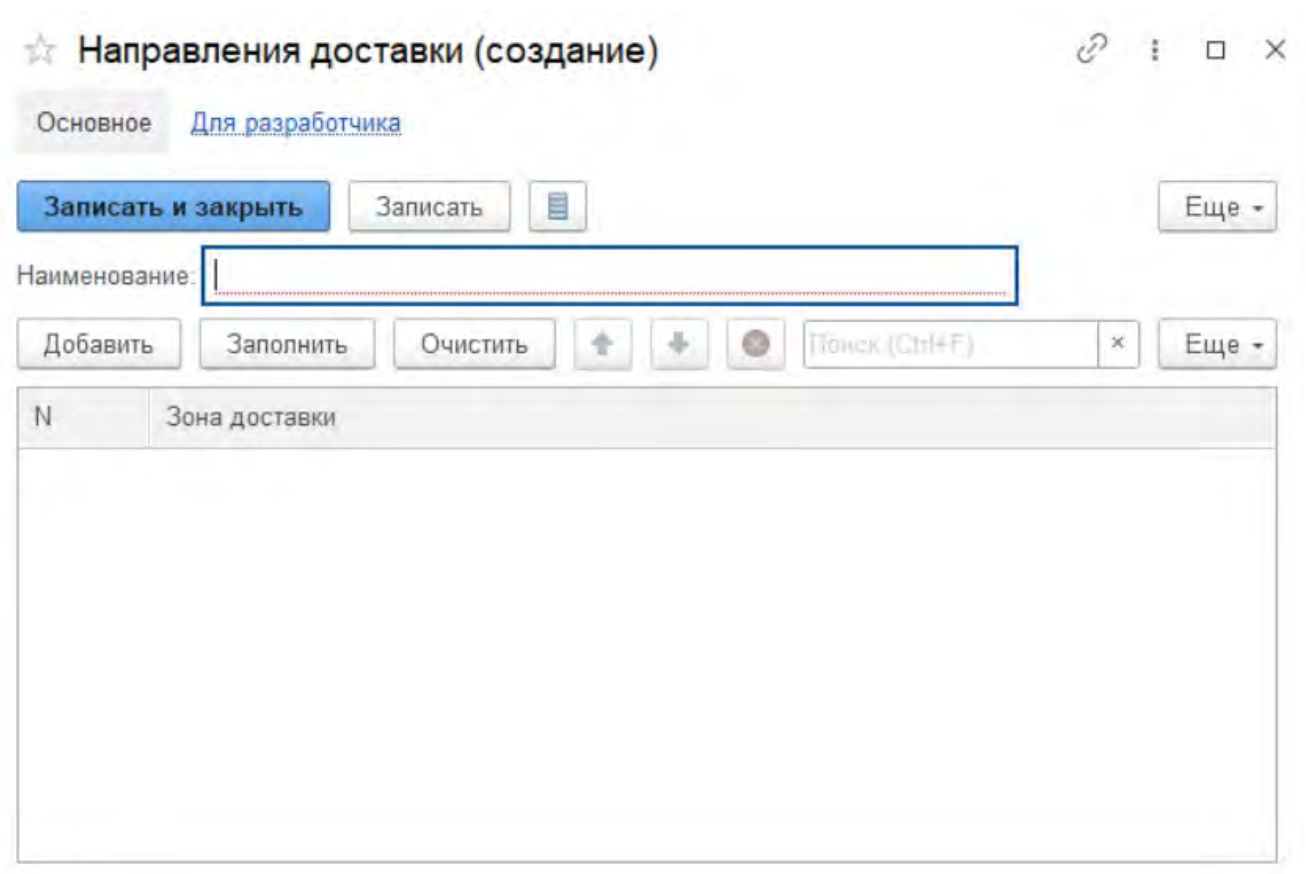 Направления доставки (создание)
Основное Для разработчика
Записать и закрыть Записать Еще
Наименование:
Добавить Заполнить Очистить Поиск (Ctrl+F) × Еще
N Зона доставки